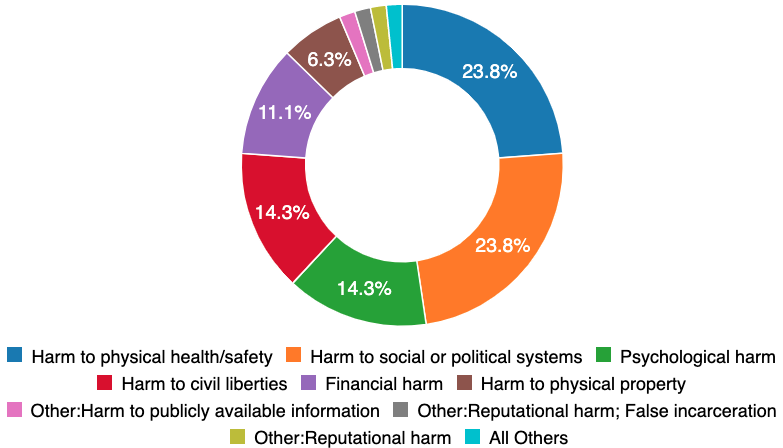 23.8%
6.3%
11.1%
14.3%
23.8%
14.3%
Harm to physical health/safety Harm to social or political systems Psychological harm
Harm to civil liberties Financial harm Harm to physical property
Other:Harm to publicly available information Other:Reputational harm; False incarceration
Other:Reputational harm All Others